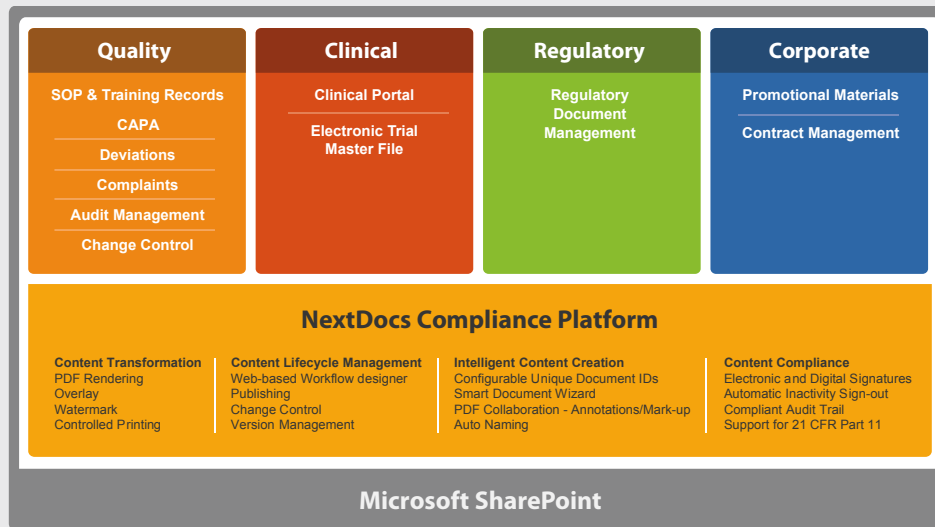 Quality
SOP & Training Records
CAPA
Deviations
Complaints
Audit Management
Change Control
Clinical
Clinical Portal
Electronic Trial
Master File
Regulatory
Regulatory
Document
Management
Corporate
Promotional Materials
Contract Management
NextDocs Compliance Platform
Content Transformation
PDF Rendering
Overlay
Watermark
Controlled Printing
Content Lifecycle Management
Web-based Workflow designer
Publishing
Change Control
Version Management
Intelligent Content Creation
Configurable Unique Document IDs
Smart Document Wizard
PDF Collaboration - Annotations/Mark-up
Auto Naming
Content Compliance
Electronic and Digital Signatures
Automatic Inactivity Sign-out
Compliant Audit Trail
Support for 21 CFR Part 11
Microsoft SharePoint